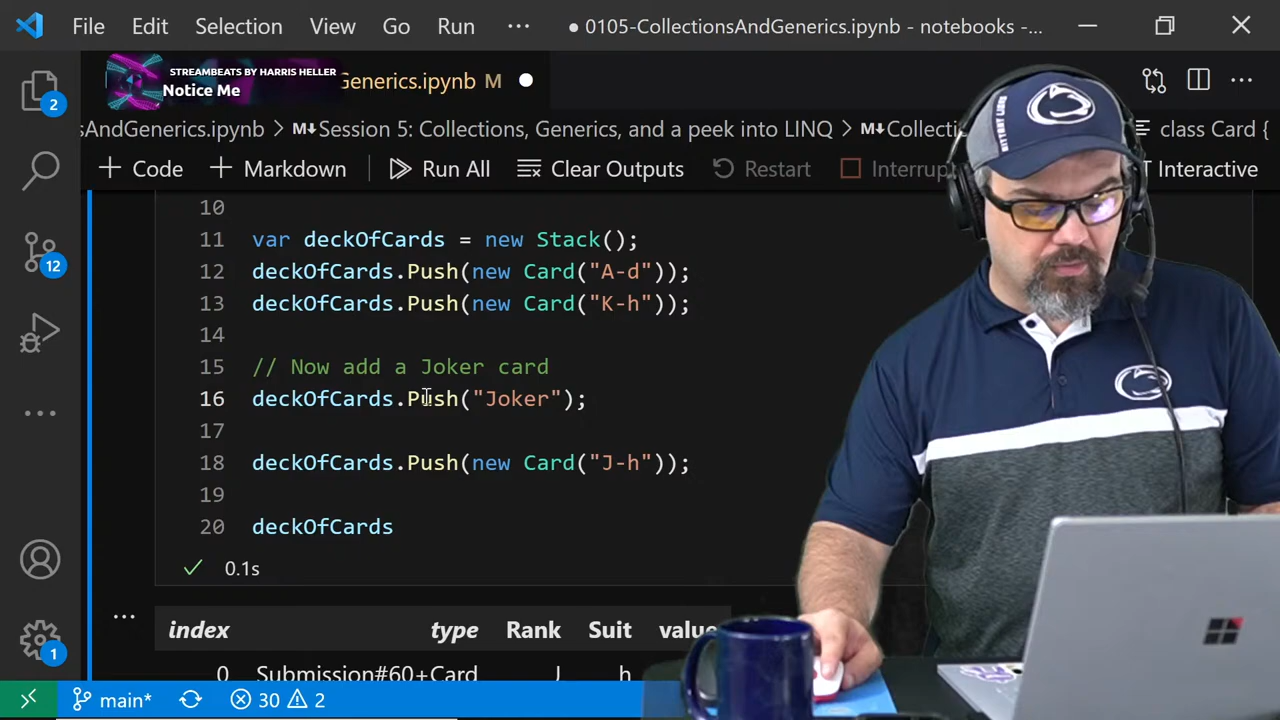 File Edit Selection View Go Run ··· ● 0105-CollectionsAndGenerics.ipynb - notebooks -...
STREAMBEATS BY HARRIS HELLER
Notice Me
Generics.ipynb M
sAndGenerics.ipynb > M↓Session 5: Collections, Generics, and a peek into LINQ > M↓Collecti class Card { ...
+ Code + Markdown Run All Clear Outputs Restart Interrup T Interactive
10
11 var deckOfCards = new Stack();
12 deckOfCards.Push(new Card("A-d"));
13 deckOfCards.Push(new Card("K-h"));
14
15 // Now add a Joker card
16 deckOfCards.Push("Joker");
17
18 deckOfCards.Push(new Card("J-h"));
19
20 deckOfCards
0.1s
index type Rank Suit value
0 Submission#60+Card J h
2
12
1
main* 30 2